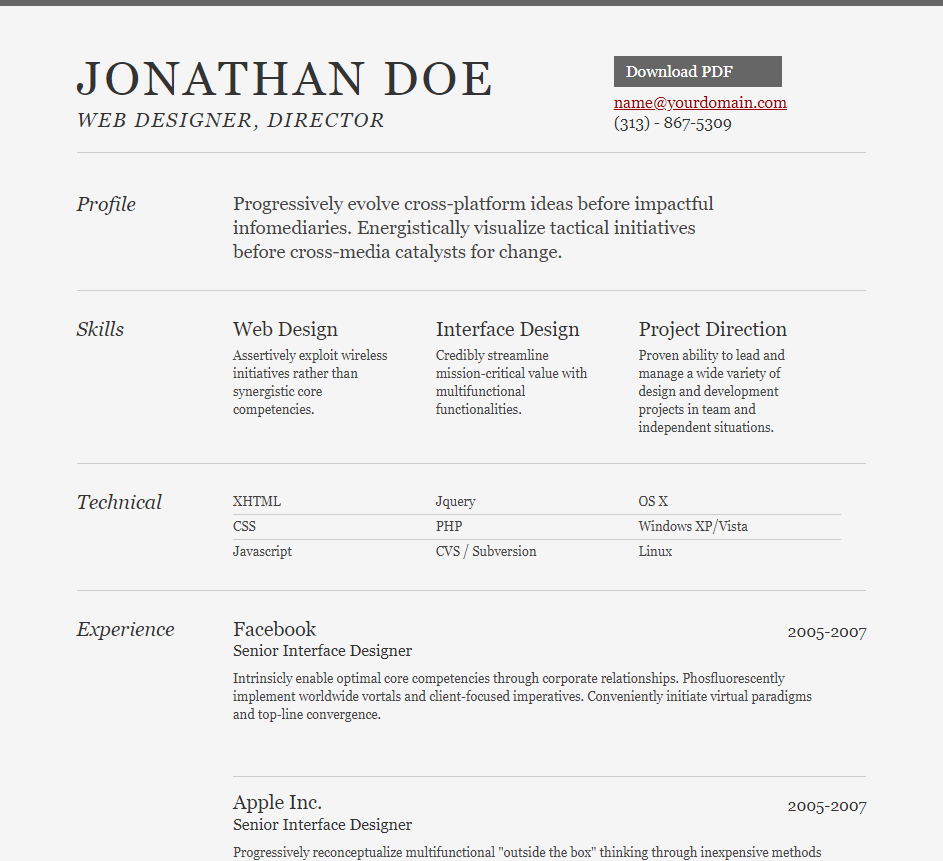 JONATHAN DOE
WEB DESIGNER, DIRECTOR
Download PDF
name@yourdomain.com
(313) - 867-5309
Profile
Progressively evolve cross-platform ideas before impactful
infomediaries. Energistically visualize tactical initiatives
before cross-media catalysts for change.
Skills
Web Design
Assertively exploit wireless
initiatives rather than
synergistic core
competencies.
Interface Design
Credibly streamline
mission-critical value with
multifunctional
functionalities.
Project Direction
Proven ability to lead and
manage a wide variety of
design and development
projects in team and
independent situations.
Technical
XHTML
CSS
Javascript
Jquery
PHP
CVS / Subversion
OS X
Windows XP/Vista
Linux
Experience
Facebook
Senior Interface Designer
2005-2007
Intrinsicly enable optimal core competencies through corporate relationships. Phosfluorescently
implement worldwide vortals and client-focused imperatives. Conveniently initiate virtual paradigms
and top-line convergence.
Apple Inc.
Senior Interface Designer
2005-2007
Progressively reconceptualize multifunctional "outside the box" thinking through inexpensive methods